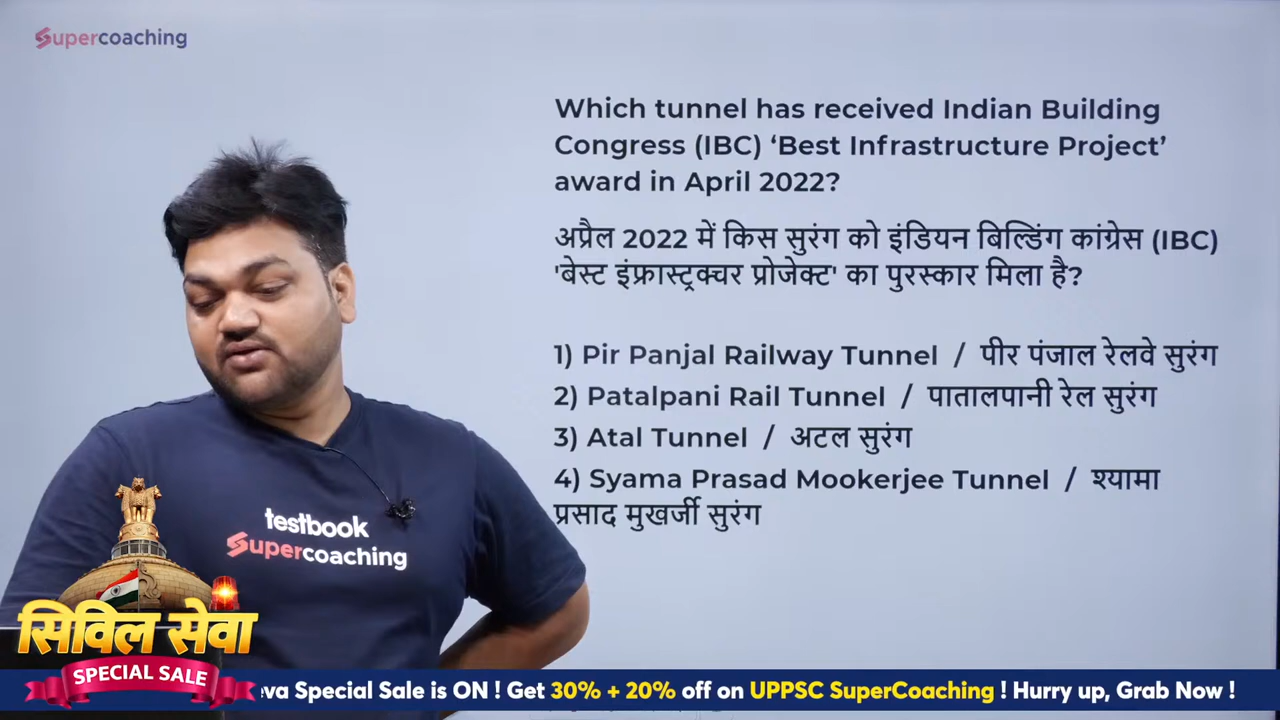 Supercoaching
Which tunnel has received Indian Building
Congress (IBC) ‘Best Infrastructure Project’
award in April 2022?
अप्रैल 2022 में किस सुरंग को इंडियन बिल्डिंग कांग्रेस (IBC)
'बेस्ट इंफ्रास्ट्रक्चर प्रोजेक्ट' का पुरस्कार मिला है?
1) Pir Panjal Railway Tunnel / पीर पंजाल रेलवे सुरंग
2) Patalpani Rail Tunnel / पातालपानी रेल सुरंग
3) Atal Tunnel / अटल सुरंग
4) Syama Prasad Mookerjee Tunnel / श्यामा
प्रसाद मुखर्जी सुरंग
testbook
Supercoaching
सिविल सेवा
SPECIAL SALE
eva Special Sale is ON ! Get 30% + 20% off on UPPSC SuperCoaching ! Hurry up, Grab Now !